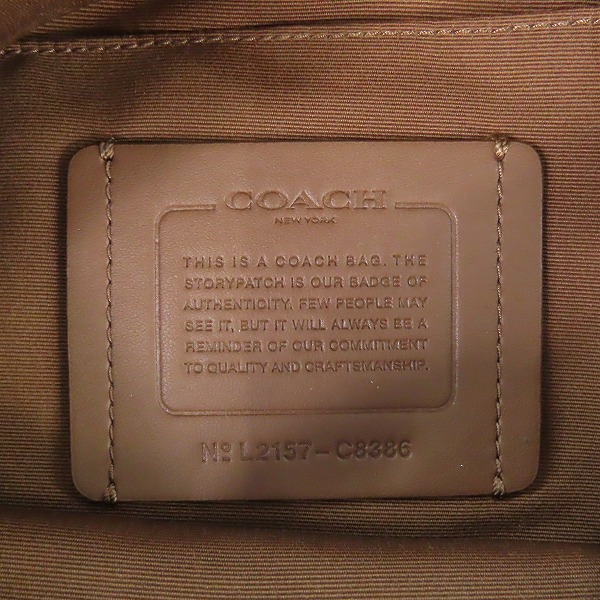 COACH
NEW YORK
THIS IS A COACH BAG. THE
STORYPATCH IS OUR BADGE OF
AUTHENTICITY. FEW PEOPLE MAY
SEE IT, BUT IT WILL ALWAYS BE A
REMINDER OF OUR COMMITMENT
TO QUALITY AND CRAFTSMANSHIP.
Nº L2157-C8386